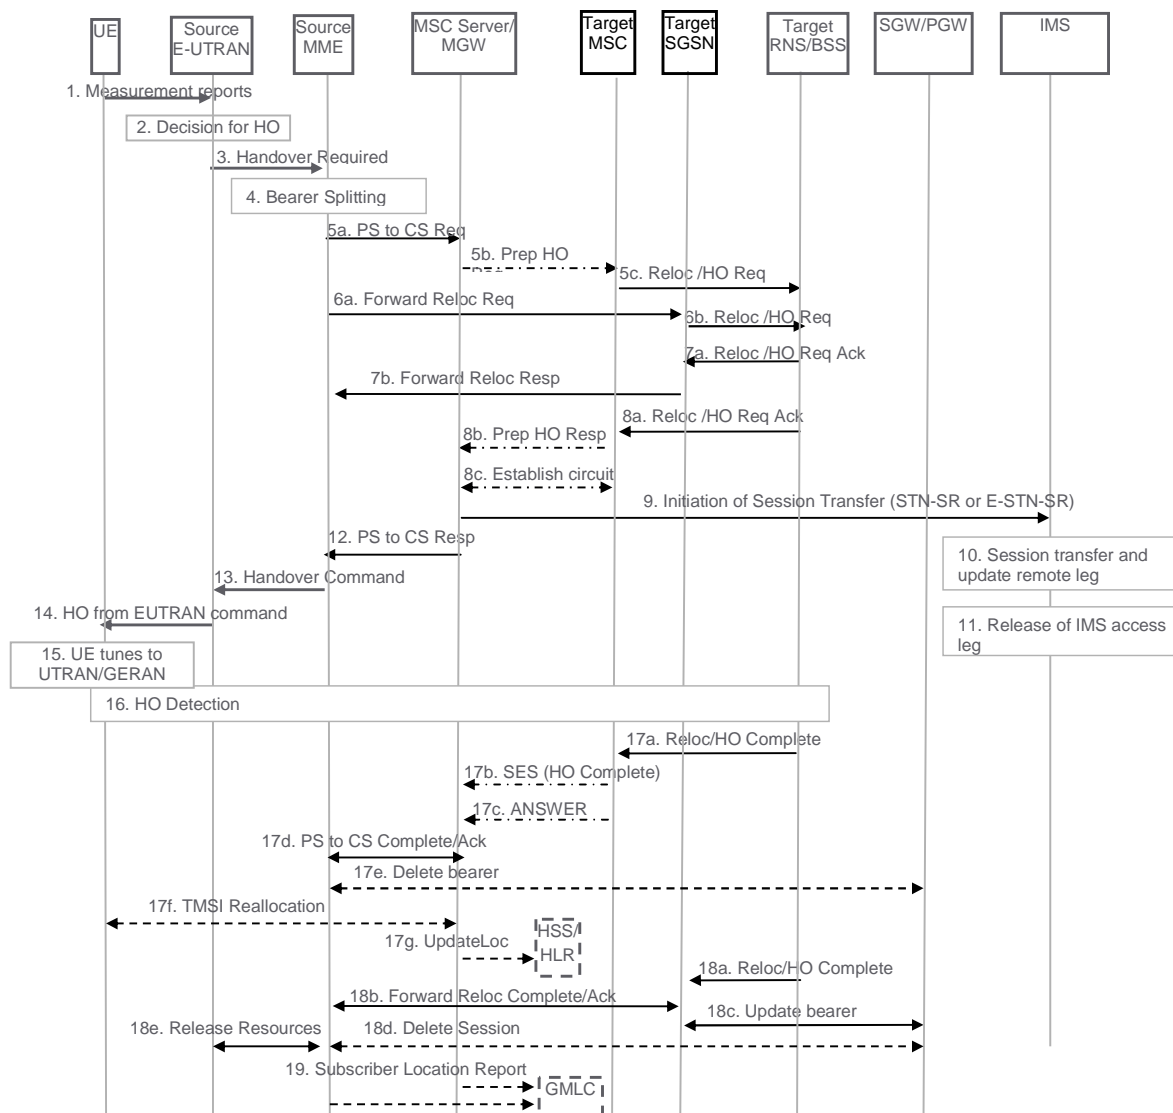 UE
Source
E-UTRAN
Source
MME
MSC Server/
MGW
Target
MSC
Target
SGSN
Target
RNS/BSS
SGW/PGW
IMS
1. Measurement reports
2. Decision for HO
3. Handover Required
4. Bearer Splitting
5a. PS to CS Req
5b. Prep HO
5c. Reloc /HO Req
6a. Forward Reloc Req
6b. Reloc /HO Req
7a. Reloc /HO Req Ack
7b. Forward Reloc Resp
8a. Reloc /HO Req Ack
8b. Prep HO Resp
8c. Establish circuit
9. Initiation of Session Transfer (STN-SR or E-STN-SR)
12. PS to CS Resp
10. Session transfer and
update remote leg
13. Handover Command
14. HO from EUTRAN command
11. Release of IMS access
leg
15. UE tunes to
UTRAN/GERAN
16. HO Detection
17a. Reloc/HO Complete
17b. SES (HO Complete)
17c. ANSWER
17d. PS to CS Complete/Ack
17e. Delete bearer
17f. TMSI Reallocation
17g. UpdateLoc
HSS/
HLR
18a. Reloc/HO Complete
18b. Forward Reloc Complete/Ack
18c. Update bearer
18e. Release Resources
18d. Delete Session
19. Subscriber Location Report
GMLC